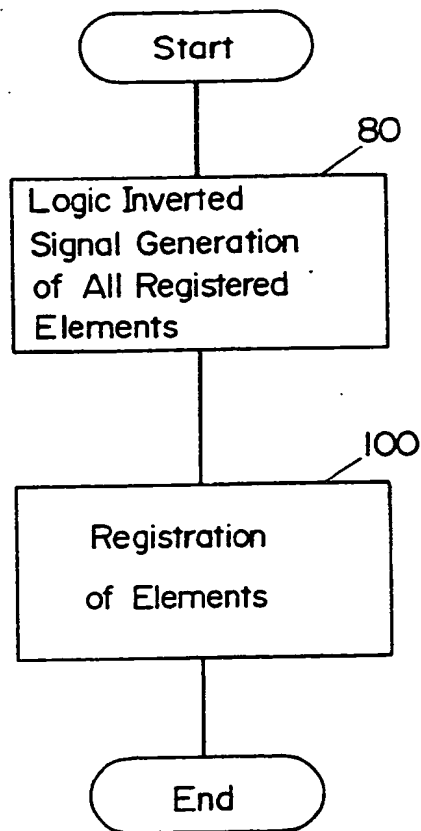 Start
80
Logic Inverted
Signal Generation
of All Registered
Elements
100
Registration
of Elements
End